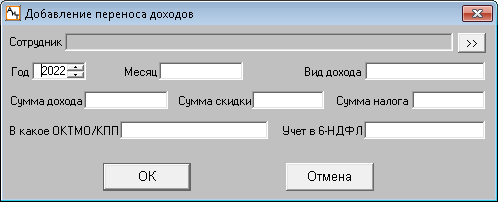 Добавление переноса доходов
Сотрудник >>
Год 2022 Месяц Вид дохода
Сумма дохода Сумма скидки Сумма налога
В какое ОКТМО/КПП Учет в 6-НДФЛ
OK Отмена